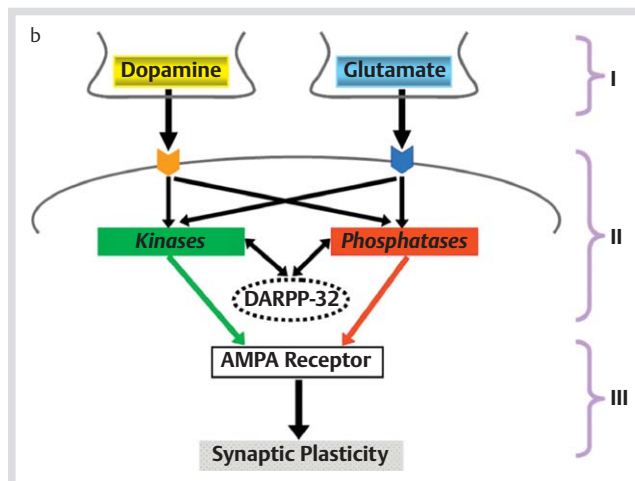 b
Dopamine Glutamate
I
Kinases Phosphatases
II
DARPP-32
AMPA Receptor
III
Synaptic Plasticity